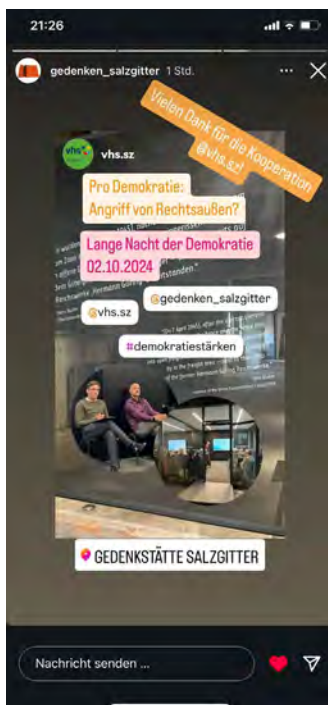 21:26
gedenken_salzgitter 1 Std.
Vielen Dank für die Kooperation
@vhs.sz!
vhs
vhs.sz
Pro Demokratie:
Angriff von Rechtsaußen?
Lange Nacht der Demokratie
02.10.2024
@gedenken_salzgitter
@vhs.sz
#demokratiestärken
GEDENKSTÄTTE SALZGITTER
Nachricht senden ...